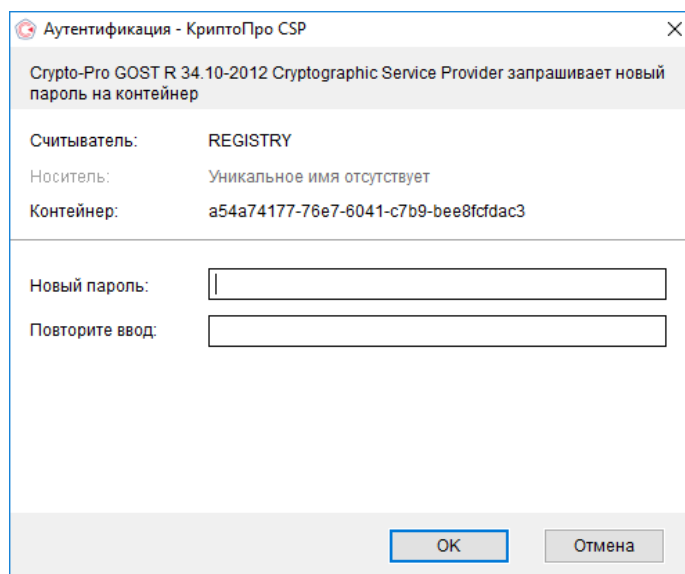 Аутентификация - КриптоПро CSP
Crypto-Pro GOST R 34.10-2012 Cryptographic Service Provider запрашивает новый
пароль на контейнер
Считыватель: REGISTRY
Носитель: Уникальное имя отсутствует
Контейнер: a54a74177-76e7-6041-c7b9-bee8fcfdac3
Новый пароль:
Повторите ввод:
OK Отмена